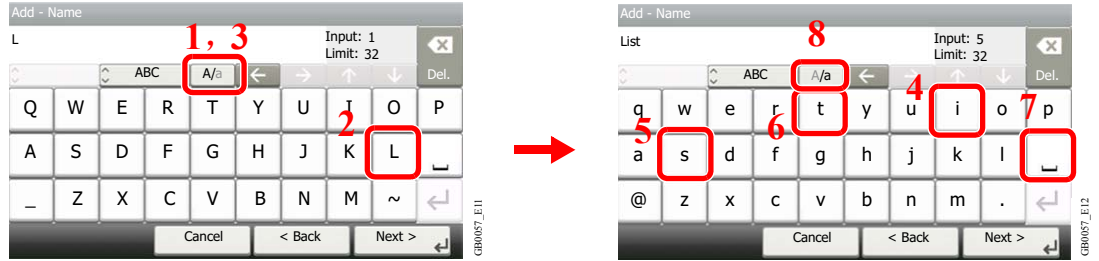 Add - Name
L
Input: 1
Limit: 32
1, 3
ABC
A/a
Del.
Q W E R T Y U I O P
2
A S D F G H J K L
_ Z X C V B N M ~
Cancel
< Back
Next >
GB0057_E11
Add - Name
List
Input: 5
Limit: 32
8
ABC
A/a
Del.
4
7
q w e r t y u i o p
5
6
a s d f g h j k l
@ z x c v b n m .
Cancel
< Back
Next >
GB0057_E12